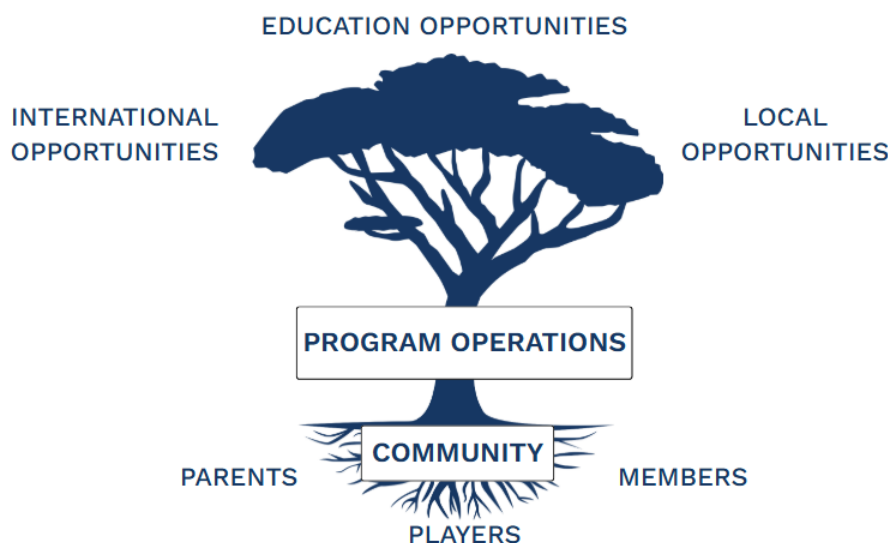 EDUCATION OPPORTUNITIES
INTERNATIONAL
OPPORTUNITIES
LOCAL
OPPORTUNITIES
PROGRAM OPERATIONS
COMMUNITY
PARENTS
MEMBERS
PLAYERS